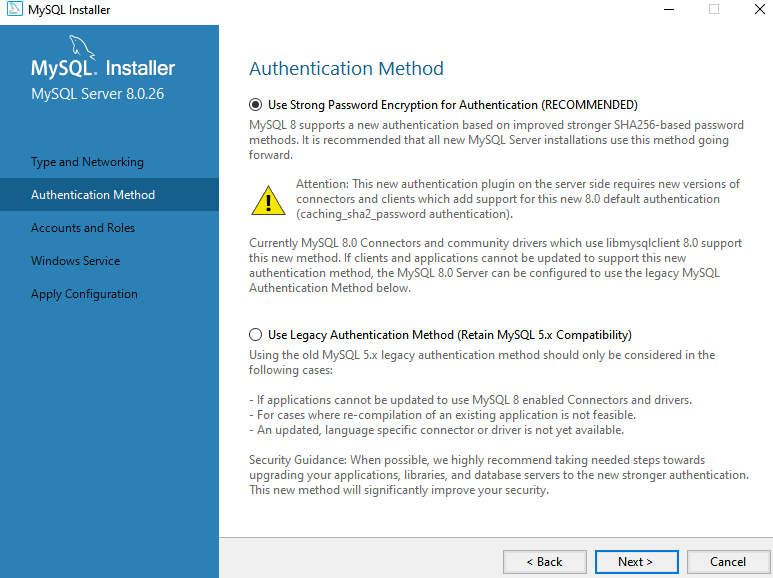 MySQL Installer
MySQL. Installer
MySQL Server 8.0.26
Type and Networking
Authentication Method
Accounts and Roles
Windows Service
Apply Configuration
Authentication Method
Use Strong Password Encryption for Authentication (RECOMMENDED)
MySQL 8 supports a new authentication based on improved stronger SHA256-based password
methods. It is recommended that all new MySQL Server installations use this method going
forward.
Attention: This new authentication plugin on the server side requires new versions of
connectors and clients which add support for this new 8.0 default authentication
(caching_sha2_password authentication).
Currently MySQL 8.0 Connectors and community drivers which use libmysqlclient 8.0 support
this new method. If clients and applications cannot be updated to support this new
authentication method, the MySQL 8.0 Server can be configured to use the legacy MySQL
Authentication Method below.
Use Legacy Authentication Method (Retain MySQL 5.x Compatibility)
Using the old MySQL 5.x legacy authentication method should only be considered in the
following cases:
- If applications cannot be updated to use MySQL 8 enabled Connectors and drivers.
- For cases where re-compilation of an existing application is not feasible.
- An updated, language specific connector or driver is not yet available.
Security Guidance: When possible, we highly recommend taking needed steps towards
upgrading your applications, libraries, and database servers to the new stronger authentication.
This new method will significantly improve your security.
< Back
Next >
Cancel